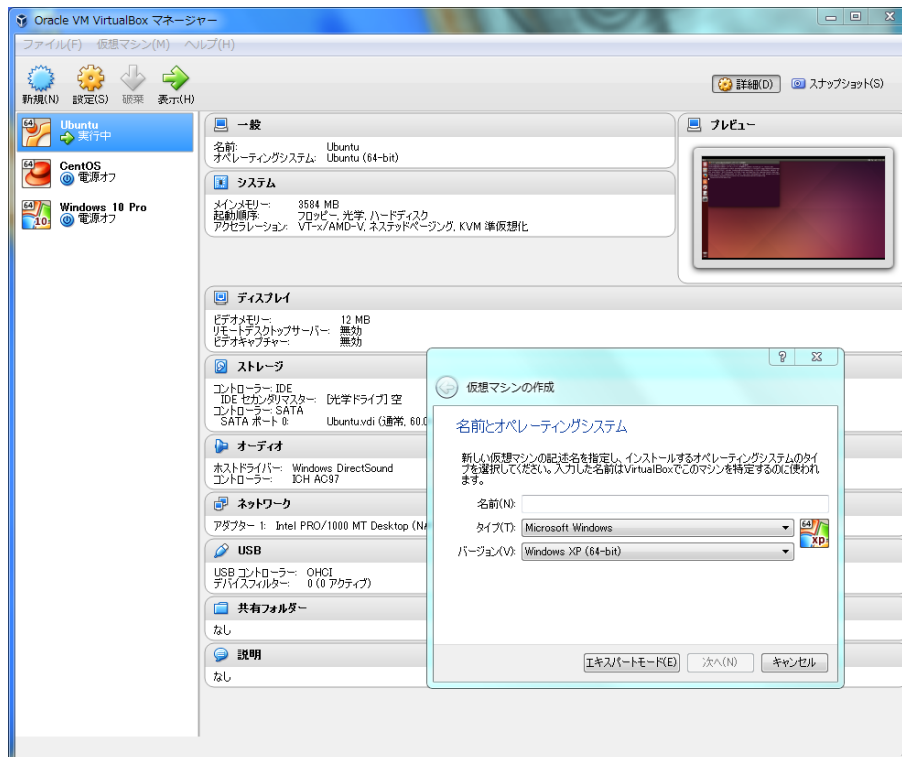 Oracle VM VirtualBox マネージャー
ファイル(F) 仮想マシン(M) ヘルプ(H)
新規(N) 設定(S) 破棄 表示(H)
詳細(D) スナップショット(S)
64 Ubuntu
実行中
64 CentOS
電源オフ
64 10 Windows 10 Pro
電源オフ
一般
名前: Ubuntu
オペレーティングシステム: Ubuntu (64-bit)
システム
メインメモリー: 3584 MB
起動順序: フロッピー, 光学, ハードディスク
アクセラレーション: VT-x/AMD-V, ネステッドページング, KVM 準仮想化
プレビュー
ディスプレイ
ビデオメモリー: 12 MB
リモートデスクトップサーバー: 無効
ビデオキャプチャー: 無効
ストレージ
コントローラー: IDE
IDE セカンダリマスター: [光学ドライブ] 空
コントローラー: SATA
SATA ポート 0: Ubuntu.vdi (通常, 60.0
オーディオ
ホストドライバー: Windows DirectSound
コントローラー: ICH AC97
ネットワーク
アダプター 1: Intel PRO/1000 MT Desktop (NA
USB
USB コントローラー: OHCI
デバイスフィルター: 0 (0 アクティブ)
共有フォルダー
なし
説明
なし
仮想マシンの作成
名前とオペレーティングシステム
新しい仮想マシンの記述名を指定し、インストールするオペレーティングシステムのタイ
プを選択してください。入力した名前はVirtualBoxでこのマシンを特定するのに使われ
ます。
名前(N):
タイプ(T): Microsoft Windows
64 XP
バージョン(V): Windows XP (64-bit)
エキスパートモード(E) 次へ(N) キャンセル